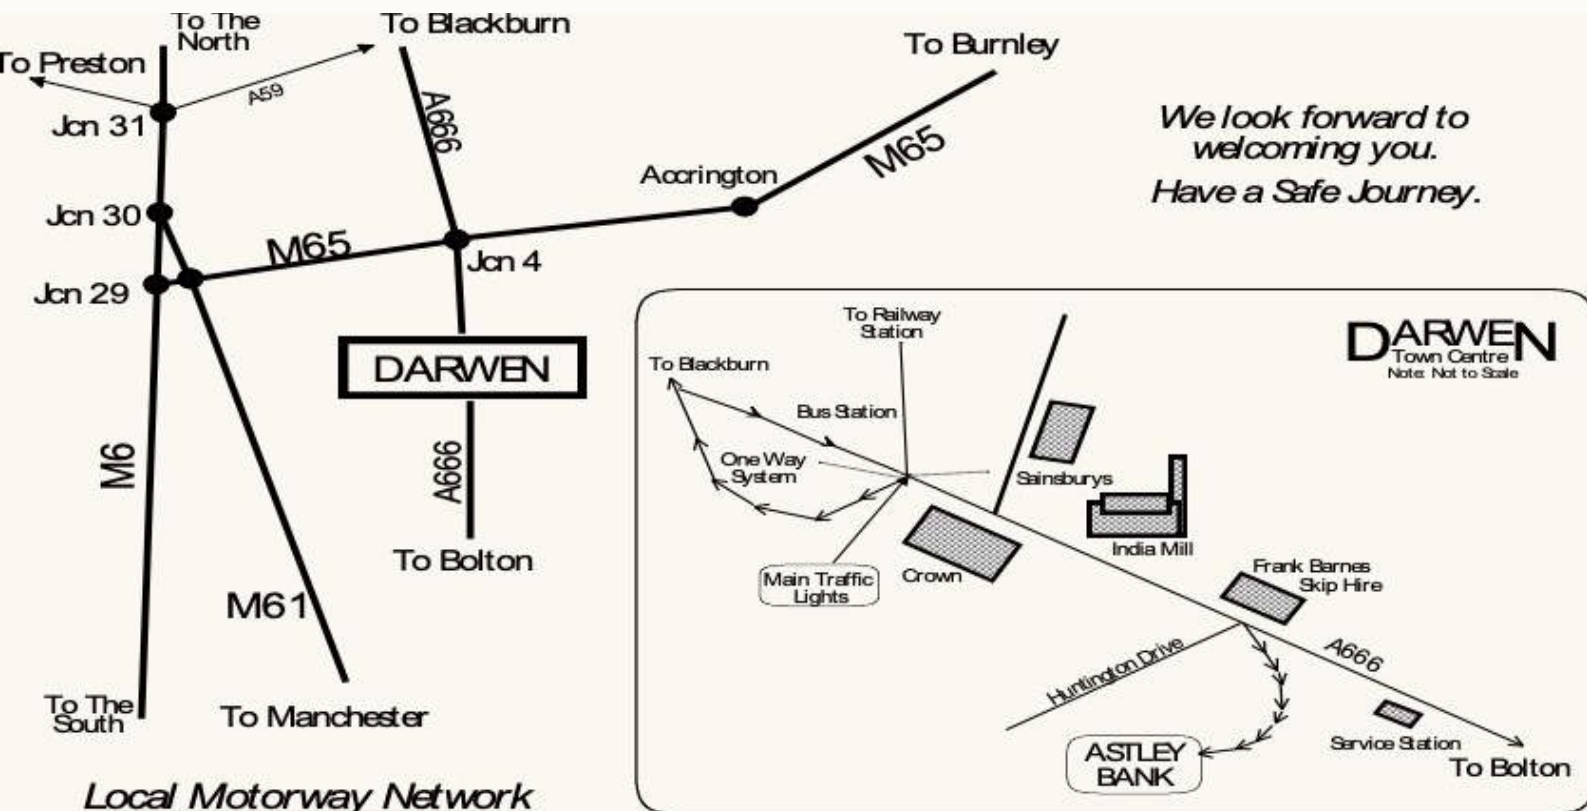 To The
North
To Blackburn
To Burnley
To Preston
A59
Jcn 31
A666
M65
Accrington
We look forward to
welcoming you.
Have a Safe Journey.
Jcn 30
M65
Jcn 4
Jcn 29
DARWEN
M6
A666
To Bolton
M61
To The
South
To Manchester
Local Motorway Network
DARWEN
Town Centre
Note: Not to Scale
To Railway
Station
To Blackburn
Bus Station
One Way
System
Sainsburys
India Mill
Main Traffic
Lights
Crown
Frank Barnes
Skip Hire
Huntington Drive
A666
ASTLEY
BANK
Service Station
To Bolton